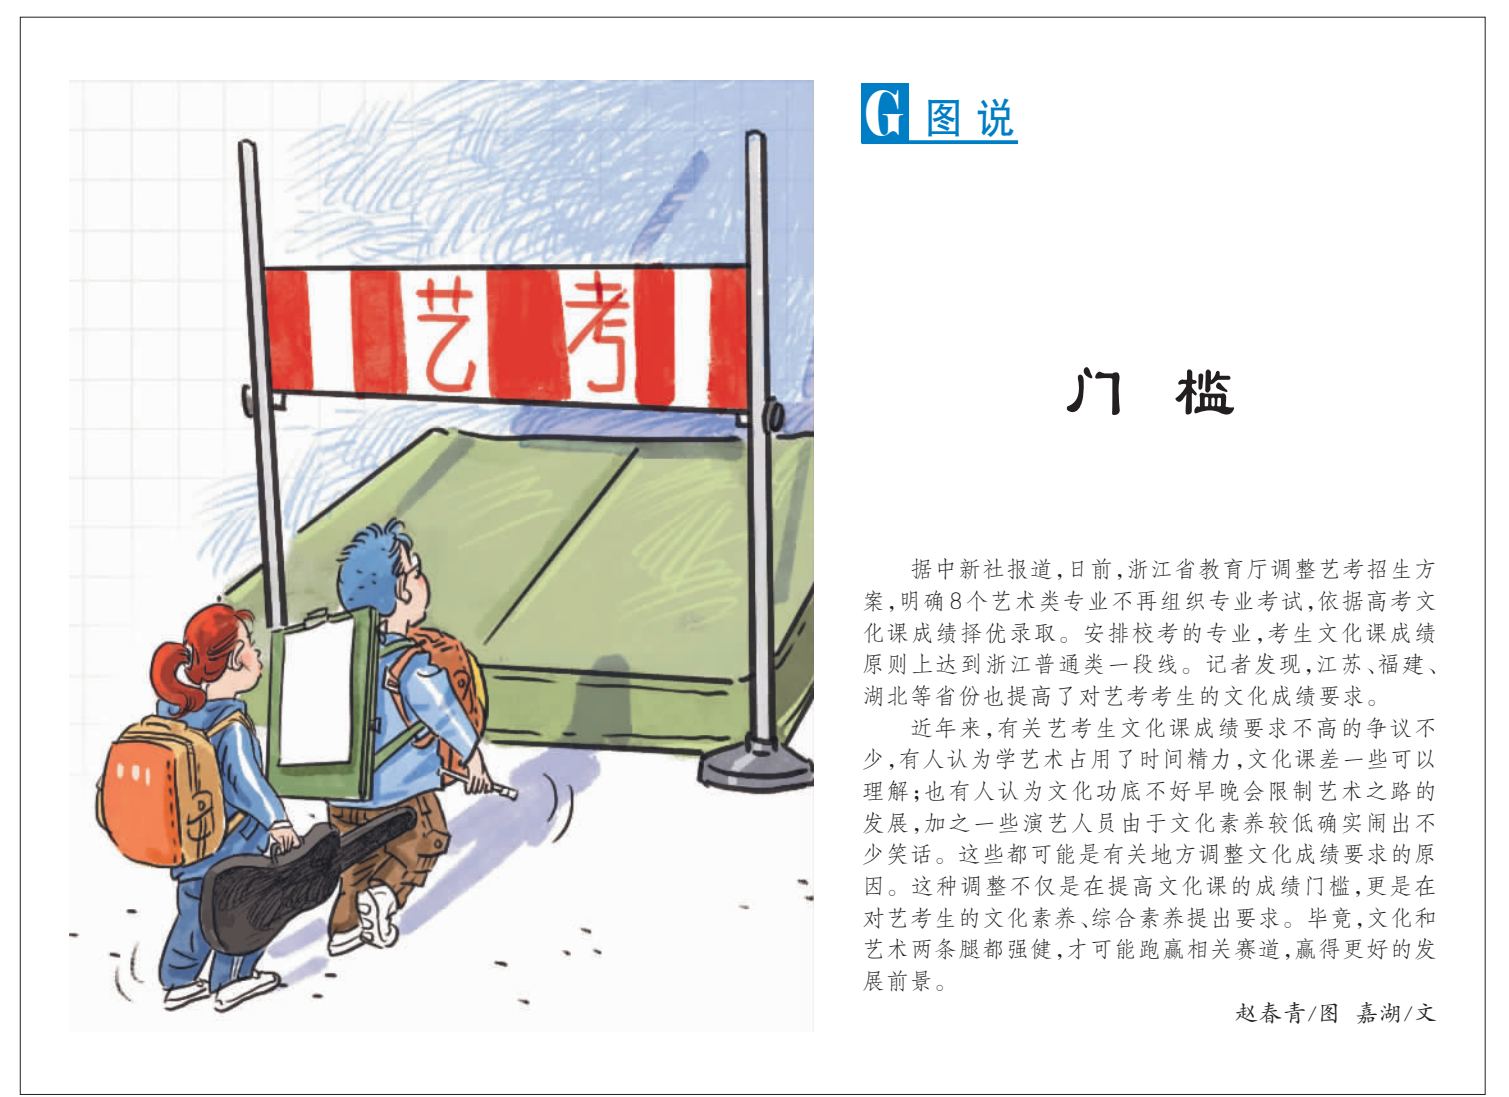 G 图说
艺考
门槛
据中新社报道,日前,浙江省教育厅调整艺考招生方
案,明确8个艺术类专业不再组织专业考试,依据高考文
化课成绩择优录取。安排校考的专业,考生文化课成绩
原则上达到浙江普通类一段线。记者发现,江苏、福建、
湖北等省份也提高了对艺考考生的文化成绩要求。
近年来,有关艺考生文化课成绩要求不高的争议不
少,有人认为学艺术占用了时间精力,文化课差一些可以
理解;也有人认为文化功底不好早晚会限制艺术之路的
发展,加之一些演艺人员由于文化素养较低确实闹出不
少笑话。这些都可能是有关地方调整文化成绩要求的原
因。这种调整不仅是在提高文化课的成绩门槛,更是在
对艺考生的文化素养、综合素养提出要求。毕竟,文化和
艺术两条腿都强健,才可能跑赢相关赛道,赢得更好的发
展前景。
赵春青/图 嘉湖/文